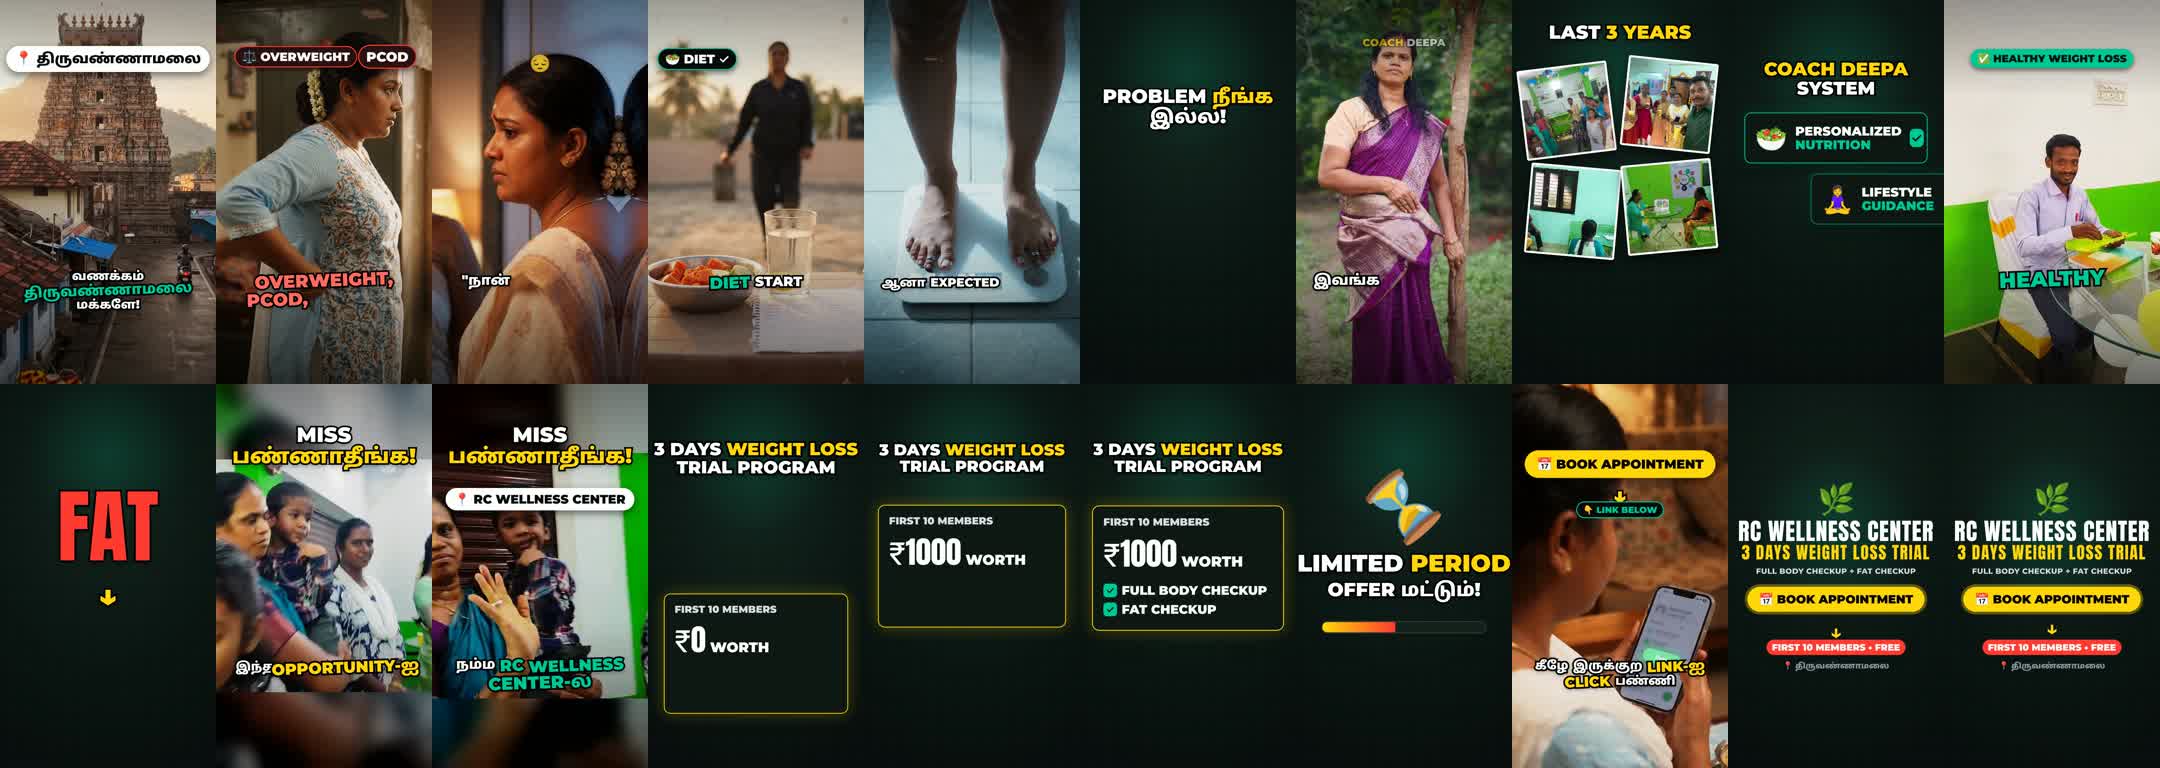 திருவண்ணாமலை
வணக்கம்
திருவண்ணாமலை
மக்களே!
OVERWEIGHT
PCOD
OVERWEIGHT,
PCOD,
"நான்
DIET
DIET START
ஆனா EXPECTED
PROBLEM நீங்க
இல்ல!
COACH DEEPA
இவங்க
LAST 3 YEARS
COACH DEEPA
SYSTEM
PERSONALIZED
NUTRITION
LIFESTYLE
GUIDANCE
HEALTHY WEIGHT LOSS
HEALTHY
FAT
MISS
பண்ணாதீங்க!
இந்த OPPORTUNITY-ஐ
MISS
பண்ணாதீங்க!
RC WELLNESS CENTER
நம்ம RC WELLNESS
CENTER-ல
3 DAYS WEIGHT LOSS
TRIAL PROGRAM
FIRST 10 MEMBERS
₹0 WORTH
3 DAYS WEIGHT LOSS
TRIAL PROGRAM
FIRST 10 MEMBERS
₹1000 WORTH
3 DAYS WEIGHT LOSS
TRIAL PROGRAM
FIRST 10 MEMBERS
₹1000 WORTH
FULL BODY CHECKUP
FAT CHECKUP
LIMITED PERIOD
OFFER மட்டும்!
BOOK APPOINTMENT
LINK BELOW
கீழே இருக்குற LINK-ஐ
CLICK பண்ணி
RC WELLNESS CENTER
3 DAYS WEIGHT LOSS TRIAL
FULL BODY CHECKUP + FAT CHECKUP
BOOK APPOINTMENT
FIRST 10 MEMBERS • FREE
திருவண்ணாமலை
RC WELLNESS CENTER
3 DAYS WEIGHT LOSS TRIAL
FULL BODY CHECKUP + FAT CHECKUP
BOOK APPOINTMENT
FIRST 10 MEMBERS • FREE
திருவண்ணாமலை